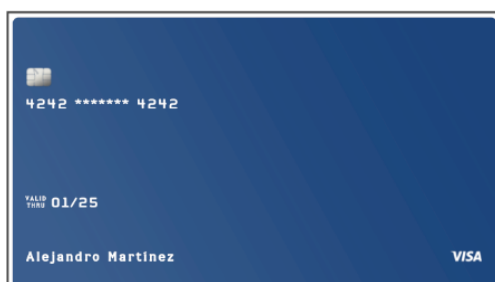 4242 ******* 4242
VALID
THRU 01/25
Alejandro Martinez VISA